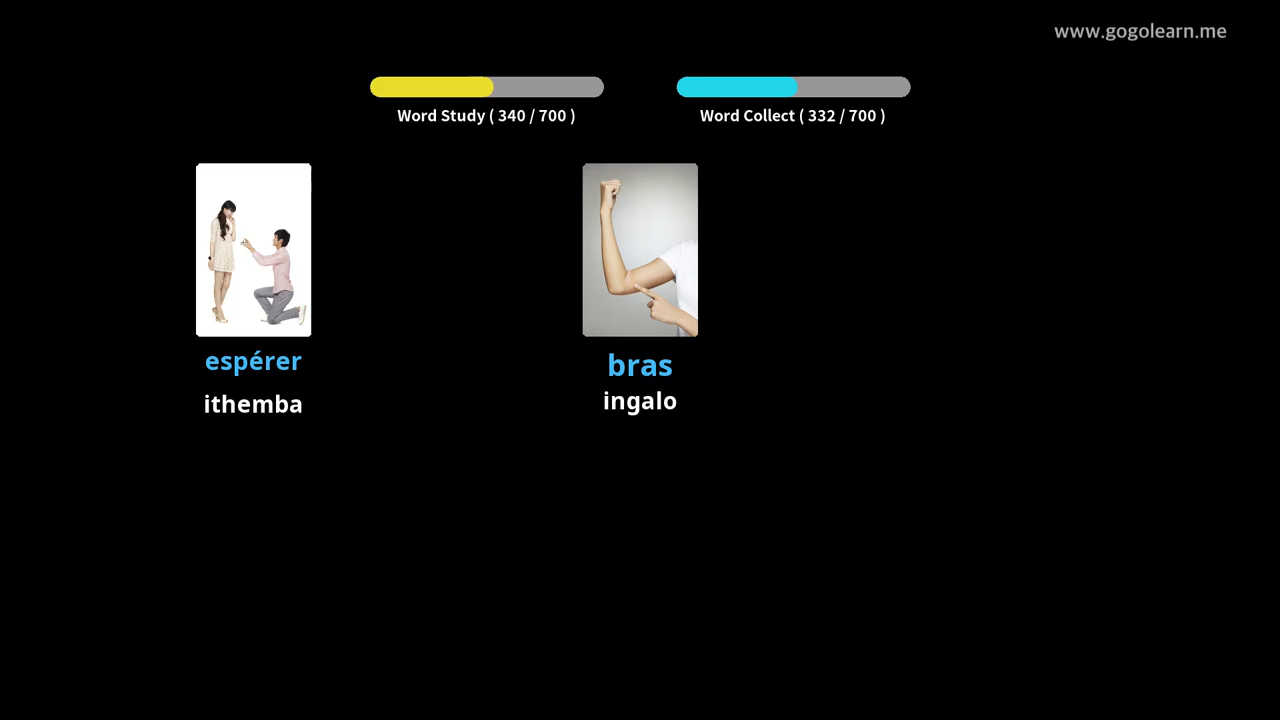 www.gogolearn.me
Word Study ( 340 / 700 )
Word Collect ( 332 / 700 )
espérer
ithemba
bras
ingalo